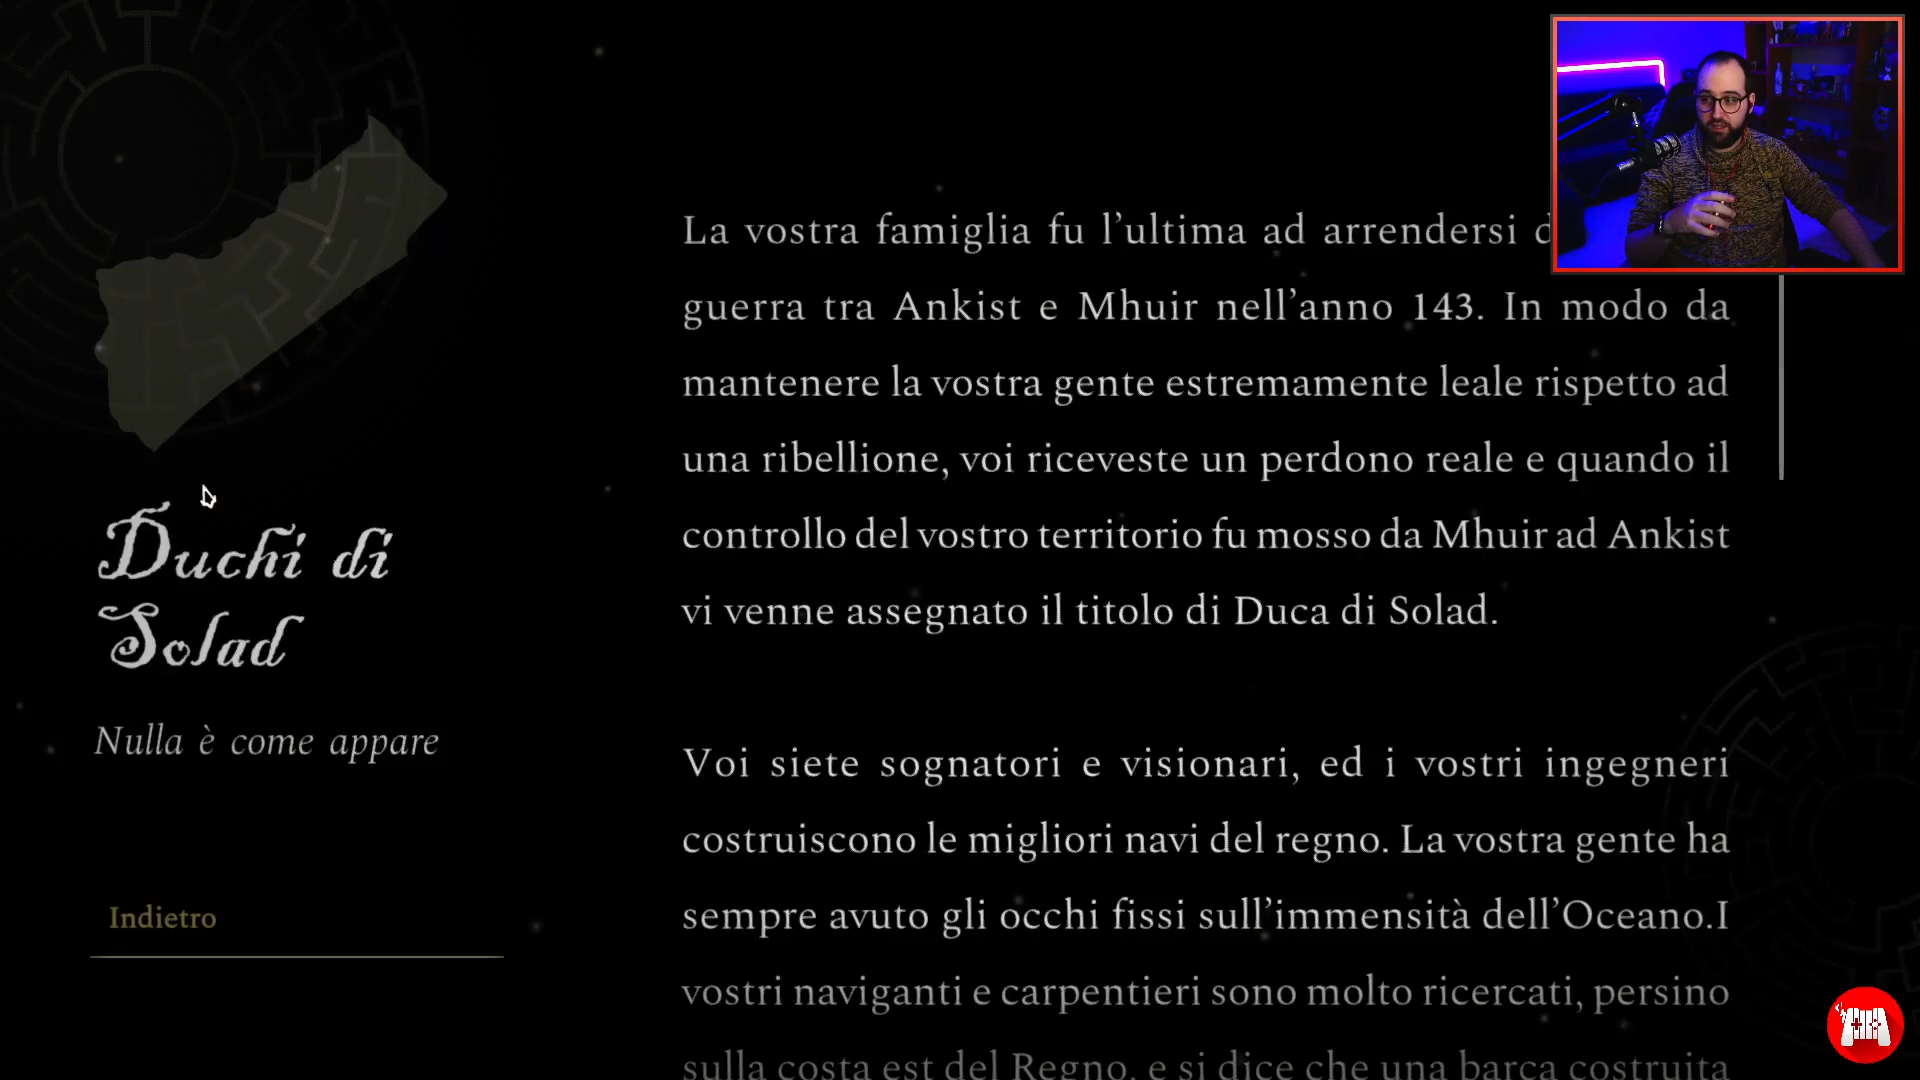 Duchi di
Solad
Nulla è come appare
Indietro
La vostra famiglia fu l'ultima ad arrendersi
guerra tra Ankist e Mhuir nell'anno 143. In modo da
mantenere la vostra gente estremamente leale rispetto ad
una ribellione, voi riceveste un perdono reale e quando il
controllo del vostro territorio fu mosso da Mhuir ad Ankist
vi venne assegnato il titolo di Duca di Solad.
Voi siete sognatori e visionari, ed i vostri ingegneri
costruiscono le migliori navi del regno. La vostra gente ha
sempre avuto gli occhi fissi sull'immensità dell'Oceano.I
vostri naviganti e carpentieri sono molto ricercati, persino
sulla costa est del Regno, e si dice che una barca costruita